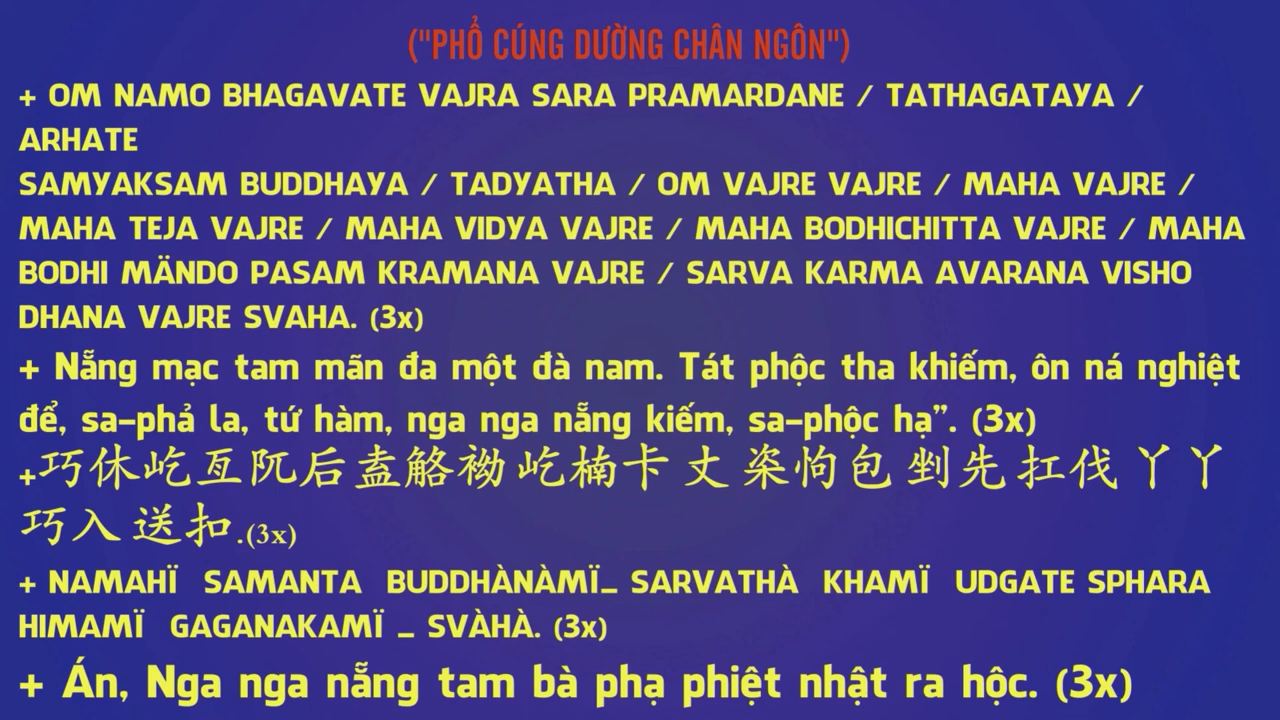 ("PHỔ CÚNG DƯỜNG CHÂN NGÔN")
+ OM NAMO BHAGAVATE VAJRA SARA PRAMARDANE / TATHAGATAYA /
ARHATE
SAMYAKSAM BUDDHAYA / TADYATHA / OM VAJRE VAJRE / MAHA VAJRE /
MAHA TEJA VAJRE / MAHA VIDYA VAJRE / MAHA BODHICHITTA VAJRE / MAHA
BODHI MÄNDO PASAM KRAMANA VAJRE / SARVA KARMA AVARANA VISHO
DHANA VAJRE SVAHA. (3x)
+ Nẵng mạc tam mãn đa một đà nam. Tát phộc tha khiếm, ôn ná nghiệt
để, sa-phả la, tứ hàm, nga nga nẵng kiếm, sa-phộc hạ”. (3x)
+巧休屹亙阢后盍觡袎屹楠卡丈栥怐包剉先扛伐丫丫
巧入送扣.(3x)
+ NAMAHÏ SAMANTA BUDDHÀNÀMÏ_ SARVATHÀ KHAMÏ UDGATE SPHARA
HIMAMÏ GAGANAKAMÏ _ SVÀHÀ. (3x)
+ Án, Nga nga nẵng tam bà phạ phiệt nhật ra hộc. (3x)